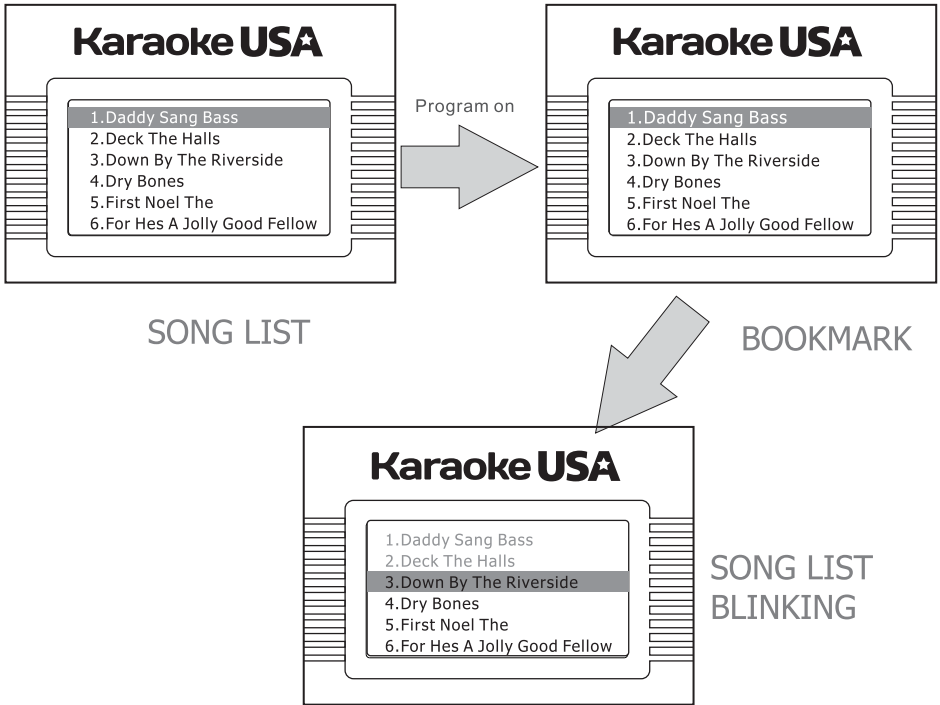 Karaoke USA
1.Daddy Sang Bass
2.Deck The Halls
3.Down By The Riverside
4.Dry Bones
5.First Noel The
6.For Hes A Jolly Good Fellow
SONG LIST
Program on
Karaoke USA
1.Daddy Sang Bass
2.Deck The Halls
3.Down By The Riverside
4.Dry Bones
5.First Noel The
6.For Hes A Jolly Good Fellow
BOOKMARK
Karaoke USA
1.Daddy Sang Bass
2.Deck The Halls
3.Down By The Riverside
4.Dry Bones
5.First Noel The
6.For Hes A Jolly Good Fellow
SONG LIST
BLINKING